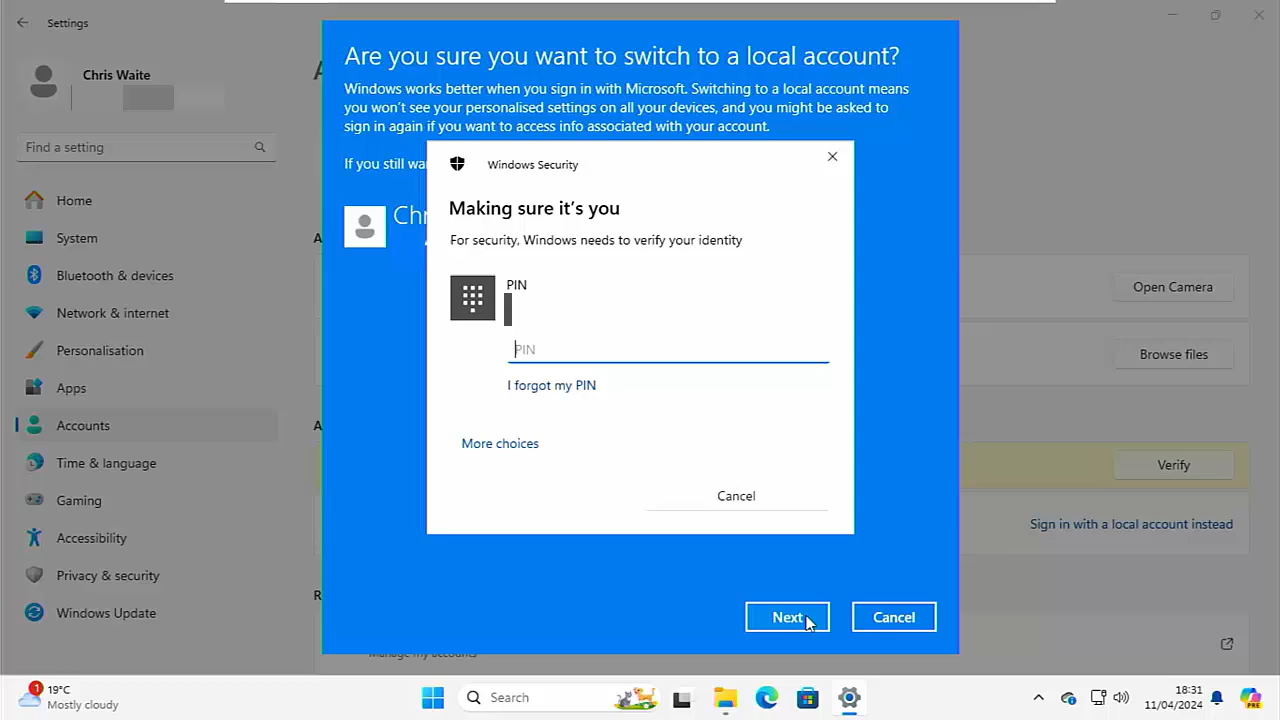 Settings
Chris Waite
Find a setting
Home
System
Bluetooth & devices
Network & internet
Personalisation
Apps
Accounts
Time & language
Gaming
Accessibility
Privacy & security
Windows Update
Are you sure you want to switch to a local account?
Windows works better when you sign in with Microsoft. Switching to a local account means
you won't see your personalised settings on all your devices, and you might be asked to
sign in again if you want to access info associated with your account.
If you still wa
Chr
Windows Security
Making sure it's you
For security, Windows needs to verify your identity
PIN
PIN
I forgot my PIN
More choices
Cancel
Next
Cancel
Open Camera
Browse files
Verify
Sign in with a local account instead
Manage my accounts
1
19°C
Mostly cloudy
Search
18:31
11/04/2024
PRE